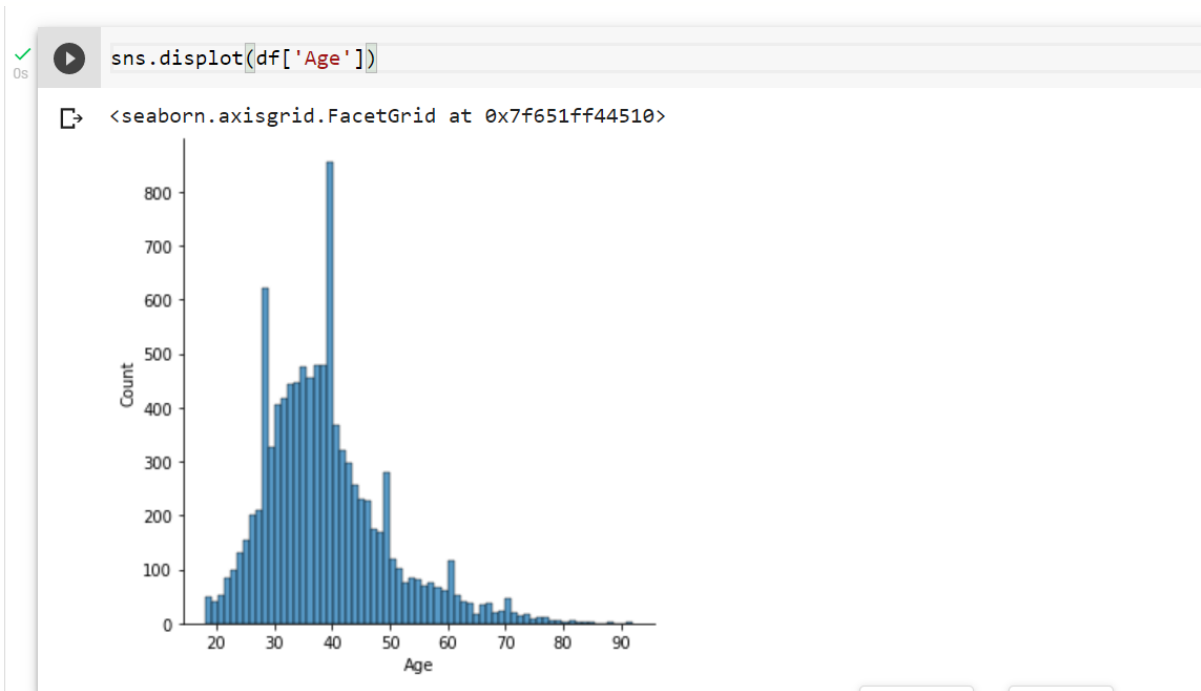 sns.displot(df['Age'])
0s
<seaborn.axisgrid.FacetGrid at 0x7f651ff44510>
800
700
600
500
400
300
200
100
0
Count
20 30 40 50 60 70 80 90
Age